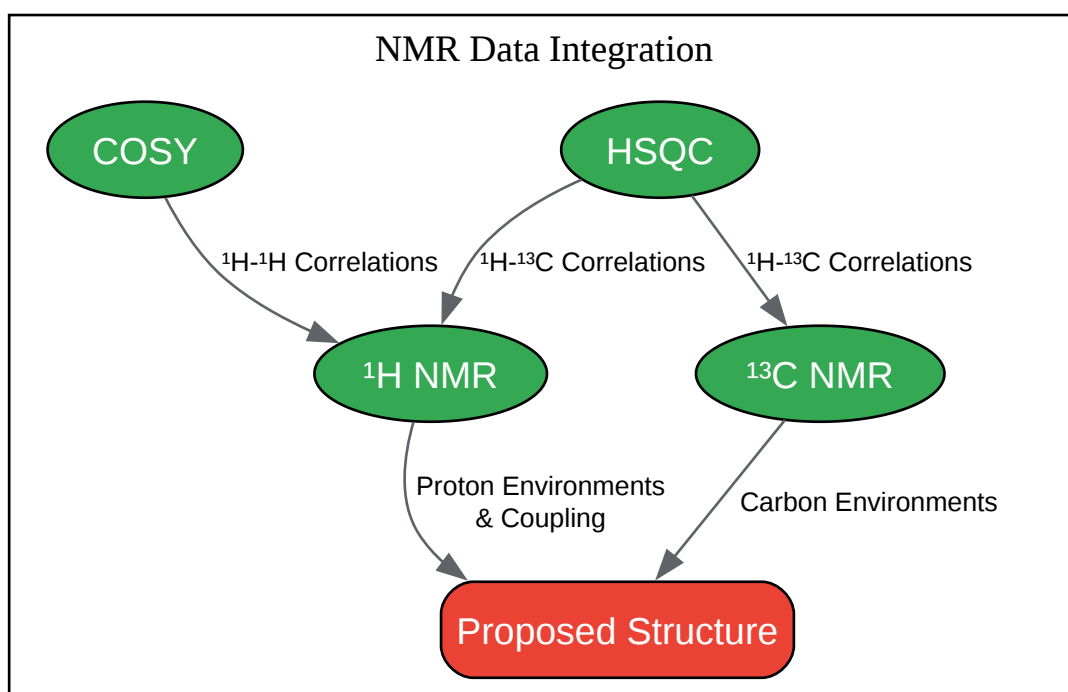 NMR Data Integration
COSY
HSQC
¹H-¹H Correlations
¹H-¹³C Correlations
¹H-¹³C Correlations
¹H NMR
¹³C NMR
Proton Environments
& Coupling
Carbon Environments
Proposed Structure